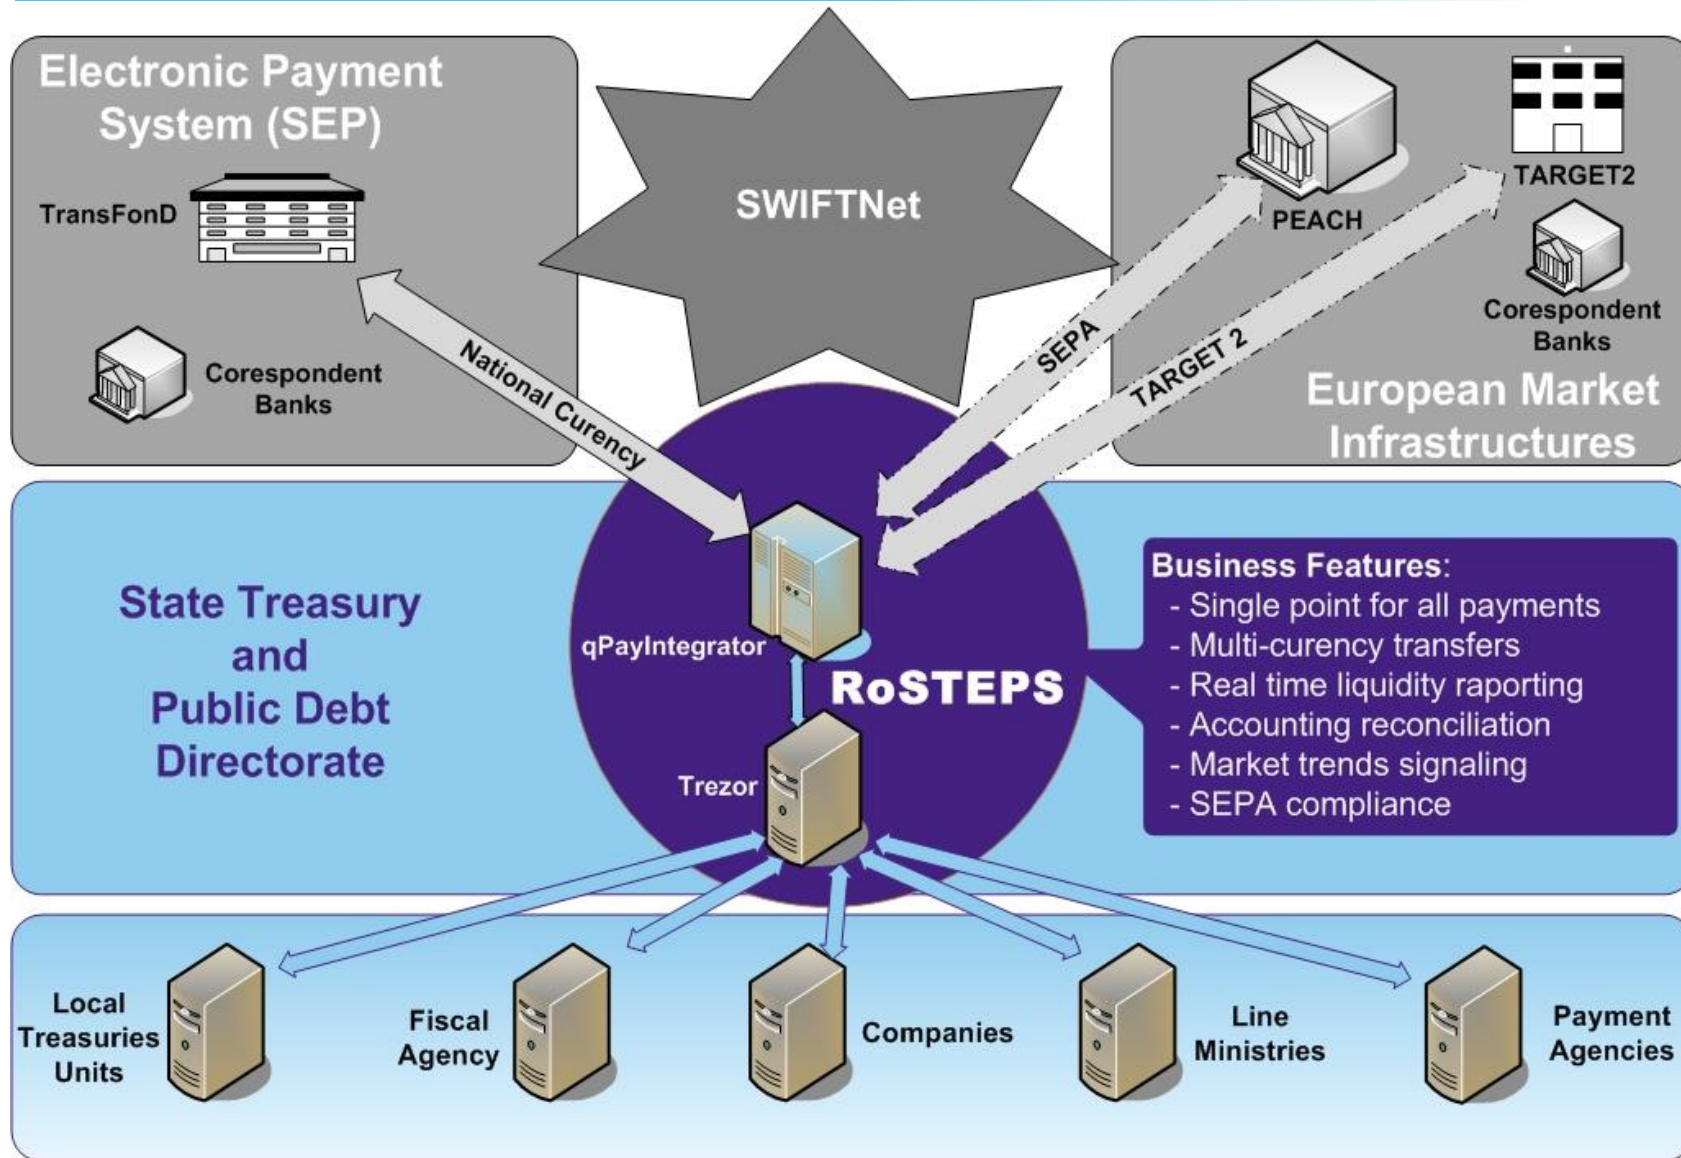 Electronic Payment
System (SEP)
TransFonD
Corespondent
Banks
National Curency
SWIFTNet
PEACH
TARGET2
Corespondent
Banks
European Market
Infrastructures
SEPA
TARGET 2
State Treasury
and
Public Debt
Directorate
qPayIntegrator
RoSTEPS
Trezor
Business Features:
- Single point for all payments
- Multi-curency transfers
- Real time liquidity raporting
- Accounting reconciliation
- Market trends signaling
- SEPA compliance
Local
Treasuries
Units
Fiscal
Agency
Companies
Line
Ministries
Payment
Agencies